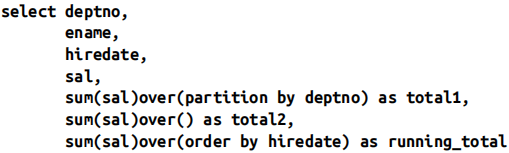 select deptno,
       ename,
       hiredate,
       sal,
       sum(sal)over(partition by deptno) as total1,
       sum(sal)over() as total2,
       sum(sal)over(order by hiredate) as running_total